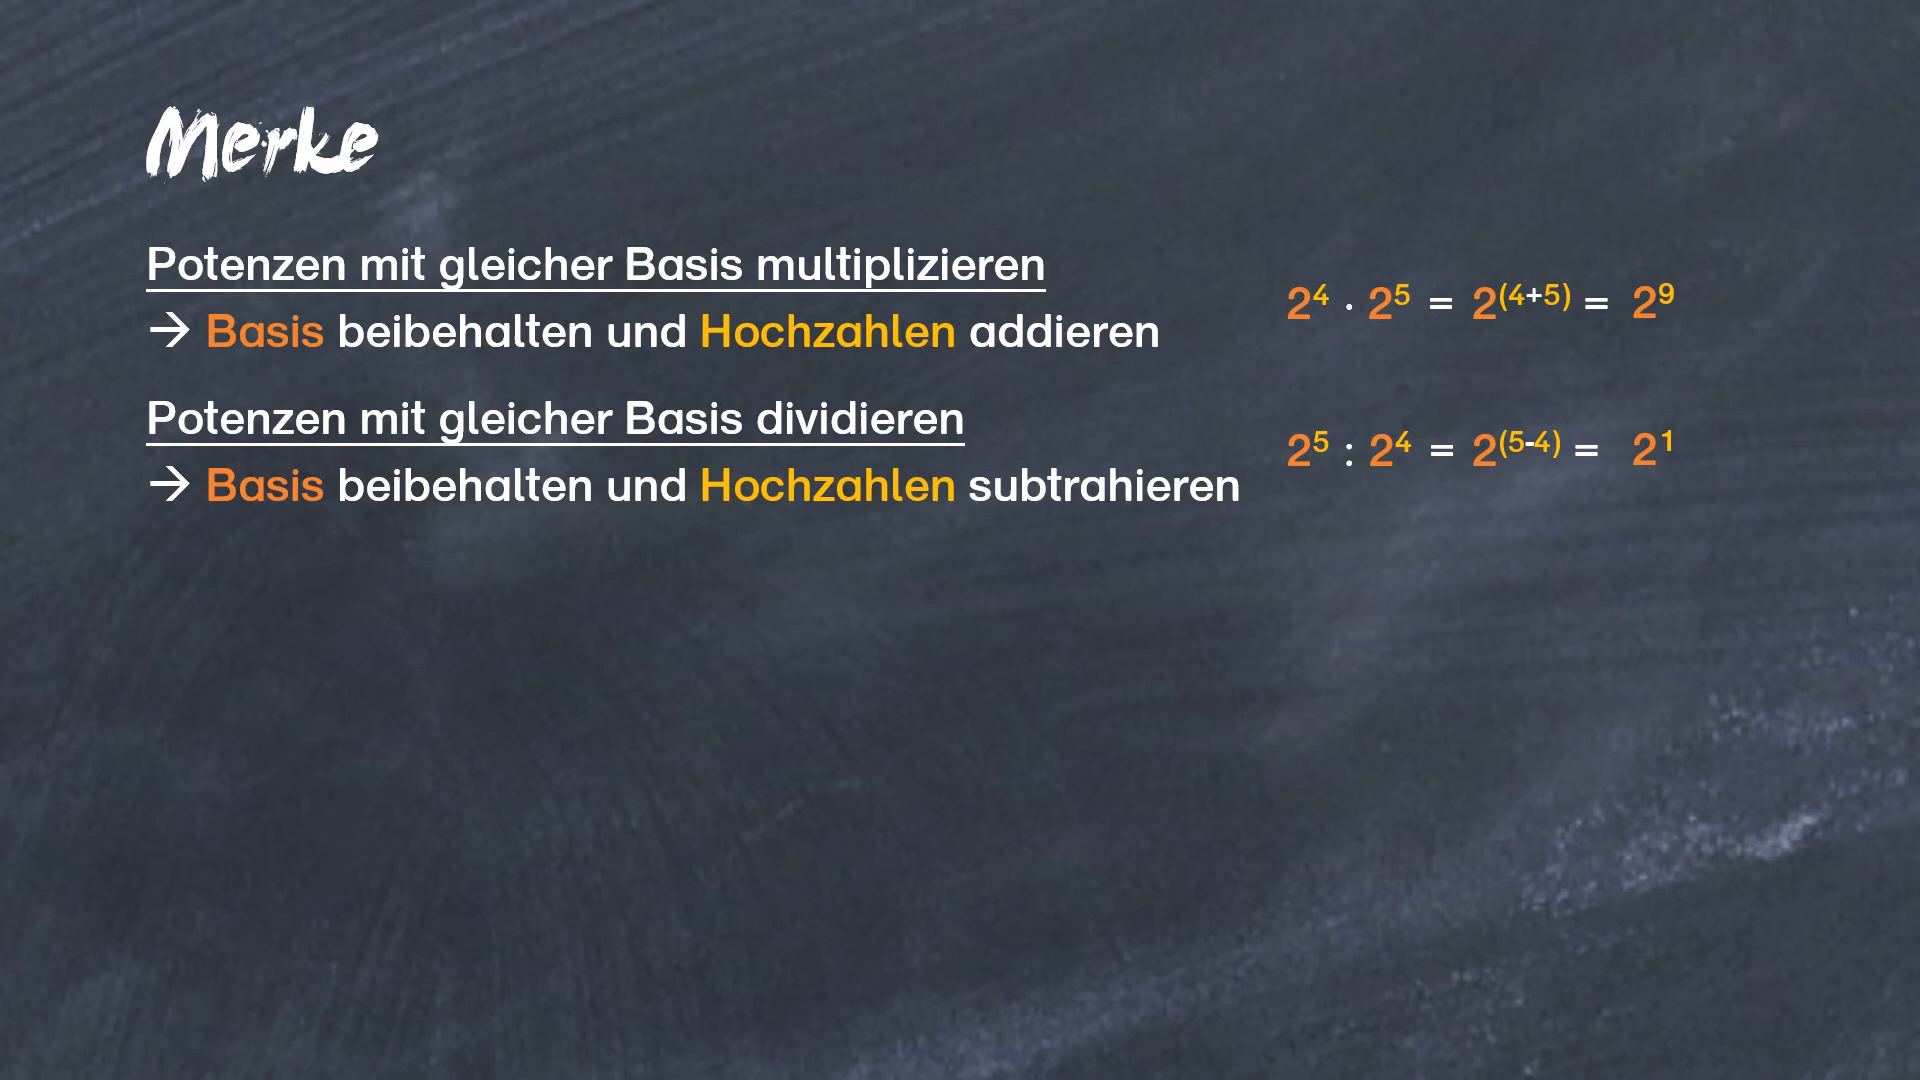 Merke
Potenzen mit gleicher Basis multiplizieren
→ Basis beibehalten und Hochzahlen addieren
2⁴ · 2⁵ = 2⁽⁴⁺⁵⁾ = 2⁹
Potenzen mit gleicher Basis dividieren
→ Basis beibehalten und Hochzahlen subtrahieren
2⁵ : 2⁴ = 2⁽⁵⁻⁴⁾ = 2¹